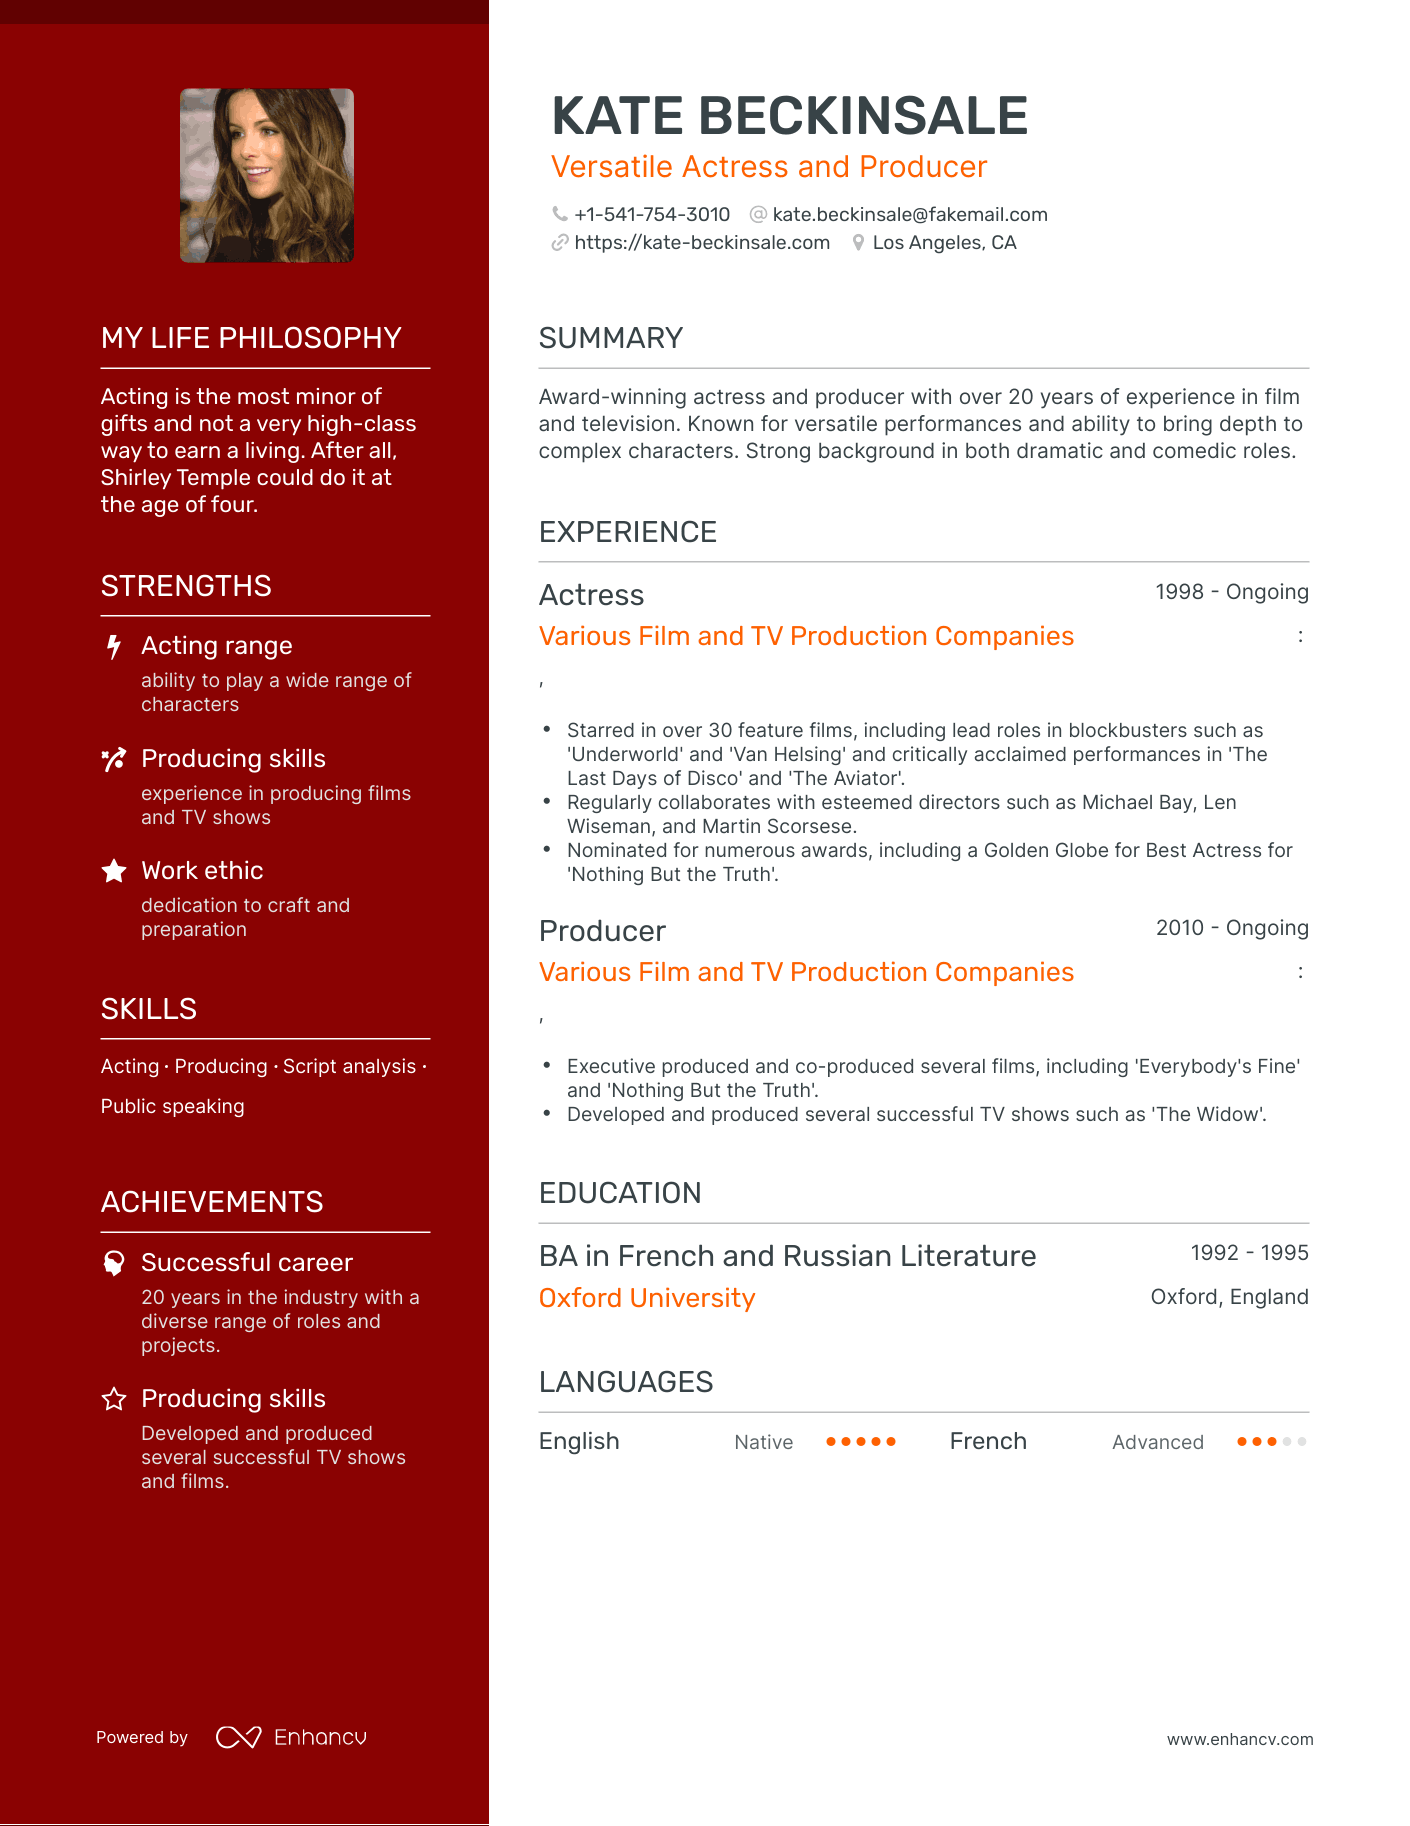 KATE BECKINSALE
Versatile Actress and Producer
+1-541-754-3010 @ kate.beckinsale@fakemail.com
https://kate-beckinsale.com Los Angeles, CA
MY LIFE PHILOSOPHY
Acting is the most minor of
gifts and not a very high-class
way to earn a living. After all,
Shirley Temple could do it at
the age of four.
STRENGTHS
Acting range
ability to play a wide range of
characters
Producing skills
experience in producing films
and TV shows
Work ethic
dedication to craft and
preparation
SKILLS
Acting · Producing · Script analysis ·
Public speaking
ACHIEVEMENTS
Successful career
20 years in the industry with a
diverse range of roles and
projects.
Producing skills
Developed and produced
several successful TV shows
and films.
SUMMARY
Award-winning actress and producer with over 20 years of experience in film
and television. Known for versatile performances and ability to bring depth to
complex characters. Strong background in both dramatic and comedic roles.
EXPERIENCE
Actress 1998 - Ongoing
Various Film and TV Production Companies :
,
• Starred in over 30 feature films, including lead roles in blockbusters such as
'Underworld' and 'Van Helsing' and critically acclaimed performances in 'The
Last Days of Disco' and 'The Aviator'.
• Regularly collaborates with esteemed directors such as Michael Bay, Len
Wiseman, and Martin Scorsese.
• Nominated for numerous awards, including a Golden Globe for Best Actress for
'Nothing But the Truth'.
Producer 2010 - Ongoing
Various Film and TV Production Companies :
,
• Executive produced and co-produced several films, including 'Everybody's Fine'
and 'Nothing But the Truth'.
• Developed and produced several successful TV shows such as 'The Widow'.
EDUCATION
BA in French and Russian Literature 1992 - 1995
Oxford University Oxford, England
LANGUAGES
English Native French Advanced
Powered by Enhancv
www.enhancv.com